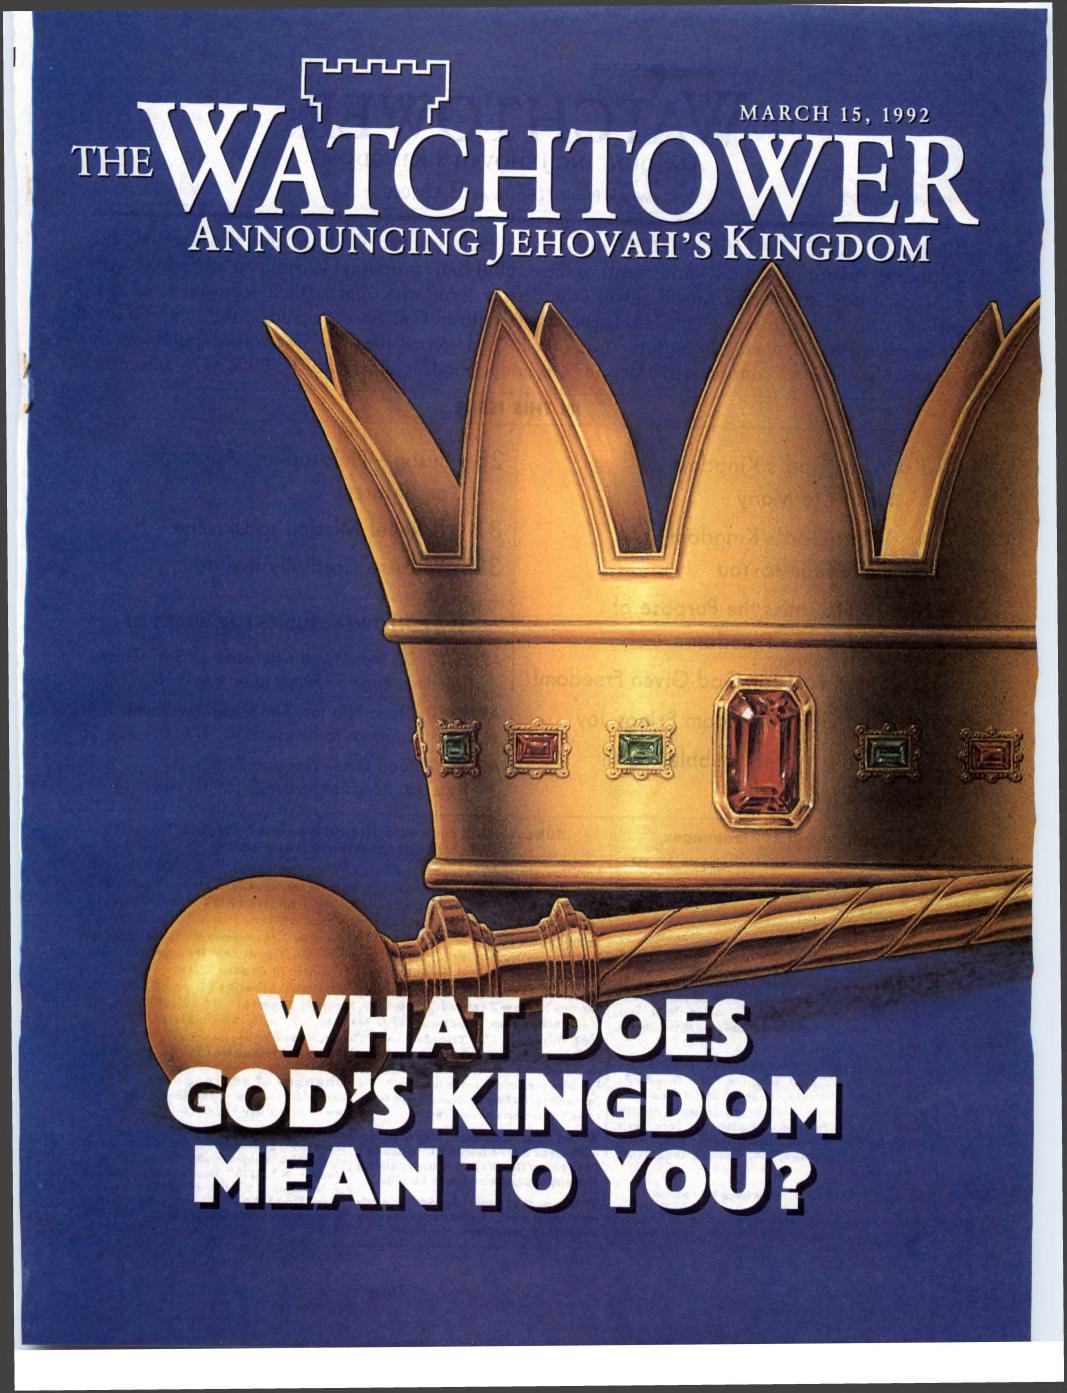 MARCH 15, 1992
THE WATCHTOWER
ANNOUNCING JEHOVAH'S KINGDOM
WHAT DOES
GOD'S KINGDOM
MEAN TO YOU?